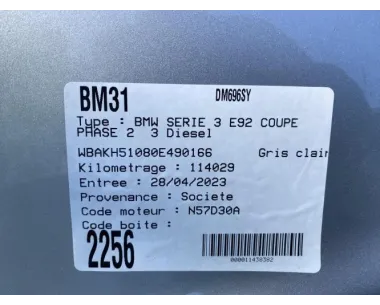 BM31 DM696SY
Type : BMW SERIE 3 E92 COUPE
PHASE 2  3 Diesel
WBAKH51080E490166 Gris clair
Kilometrage : 114029
Entree : 28/04/2023
Provenance : Societe
Code moteur : N57D30A
Code boite :
2256
000011430302